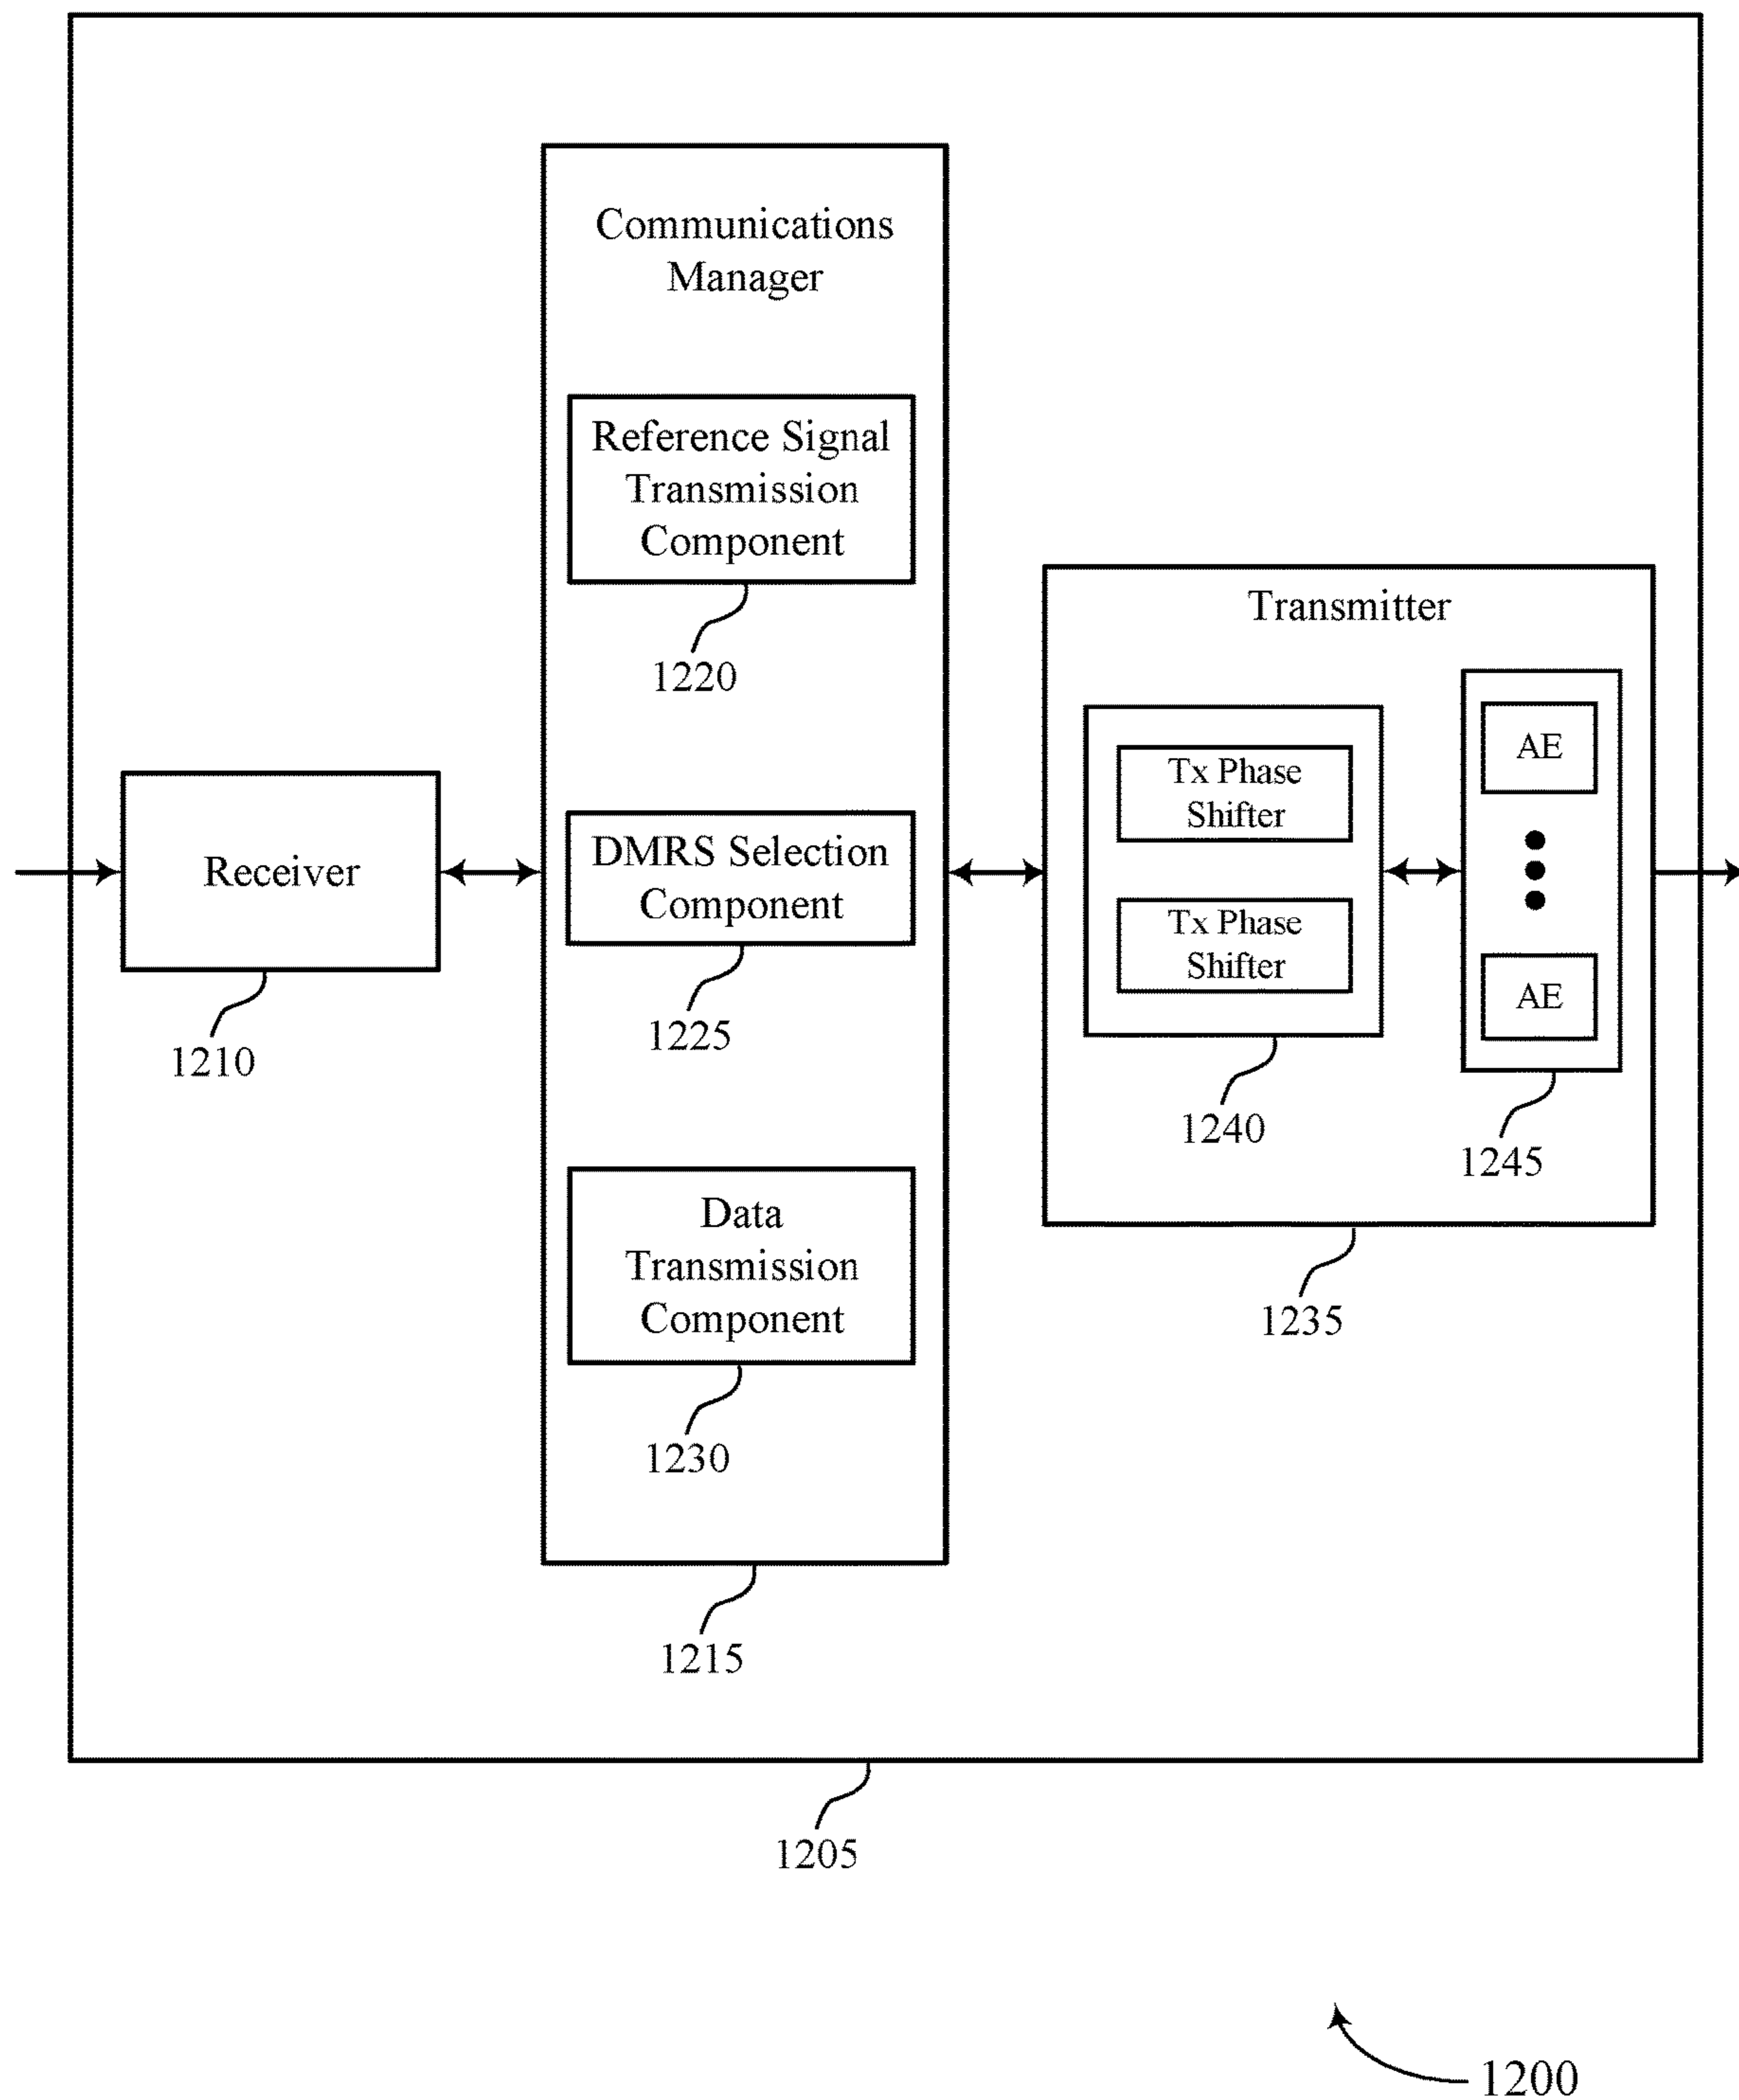 Communications
Manager
Reference Signal
Transmission
Component
1220
Receiver
1210
DMRS Selection
Component
1225
Data
Transmission
Component
1230
1215
Transmitter
Tx Phase
Shifter
Tx Phase
Shifter
1240
AE
AE
1245
1235
1205
1200